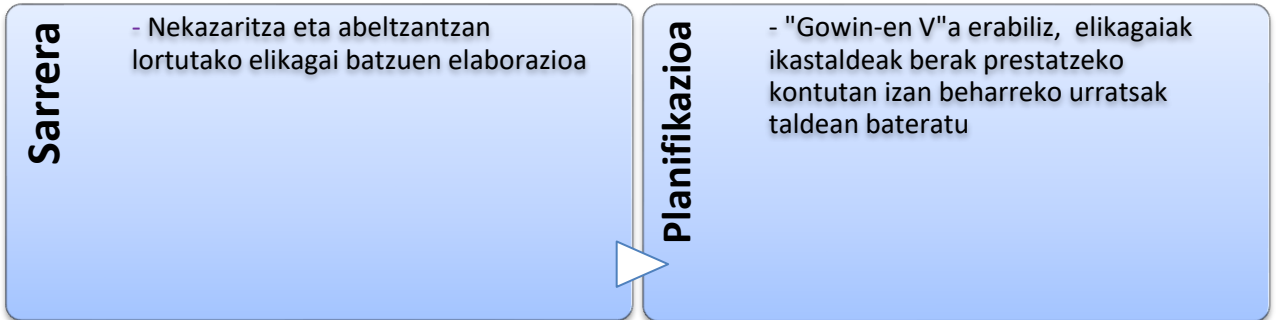 Sarrera
- Nekazaritza eta abeltzantzan
lortutako elikagai batzuen elaborazioa
Planifikazioa
- "Gowin-en V"a erabiliz, elikagaiak
ikastaldeak berak prestatzeko
kontutan izan beharreko urratsak
taldean bateratu